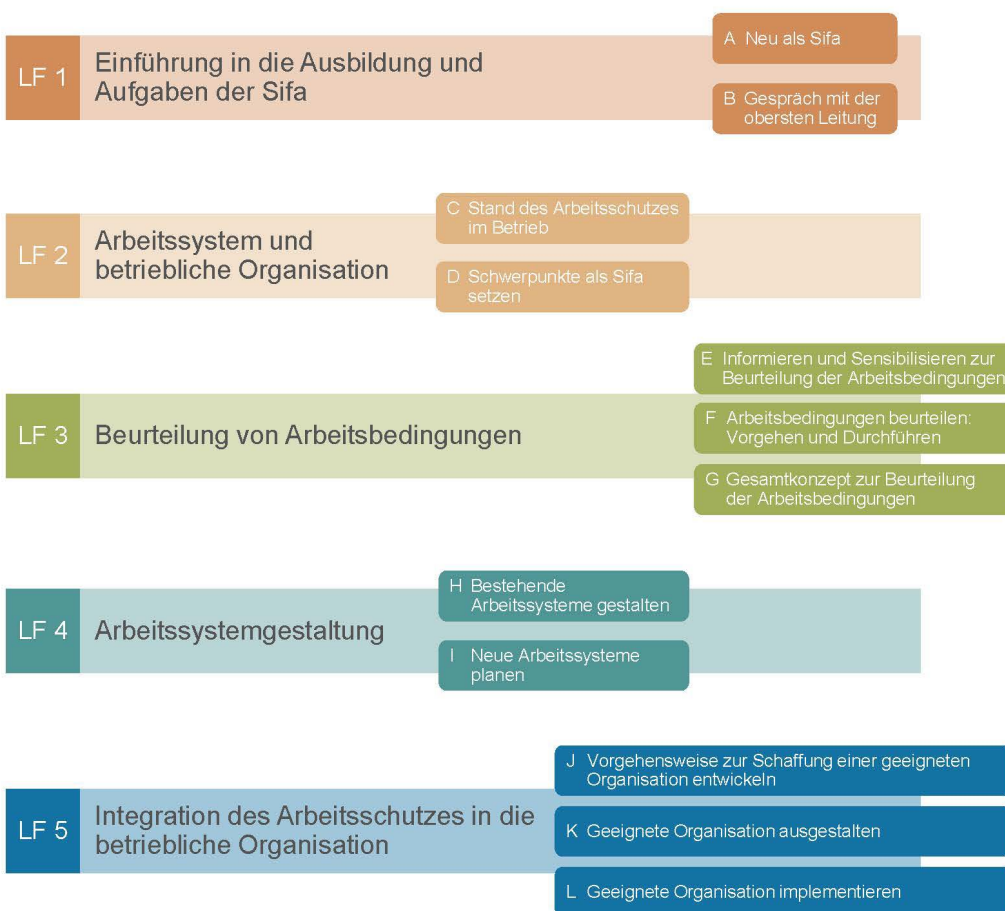 LF 1
Einführung in die Ausbildung und
Aufgaben der Sifa
A Neu als Sifa
B Gespräch mit der
obersten Leitung
LF 2
Arbeitssystem und
betriebliche Organisation
C Stand des Arbeitsschutzes
im Betrieb
D Schwerpunkte als Sifa
setzen
LF 3
Beurteilung von Arbeitsbedingungen
E Informieren und Sensibilisieren zur
Beurteilung der Arbeitsbedingungen
F Arbeitsbedingungen beurteilen:
Vorgehen und Durchführen
G Gesamtkonzept zur Beurteilung
der Arbeitsbedingungen
LF 4
Arbeitssystemgestaltung
H Bestehende
Arbeitssysteme gestalten
I Neue Arbeitssysteme
planen
LF 5
Integration des Arbeitsschutzes in die
betriebliche Organisation
J Vorgehensweise zur Schaffung einer geeigneten
Organisation entwickeln
K Geeignete Organisation ausgestalten
L Geeignete Organisation implementieren